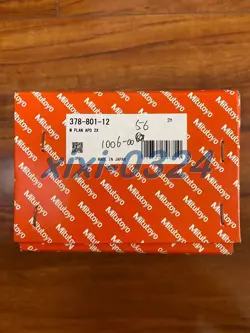 Mitutoyo
378-801-12
M PLAN APO 2X
56
1006-00
MADE IN JAPAN
xixi-0324